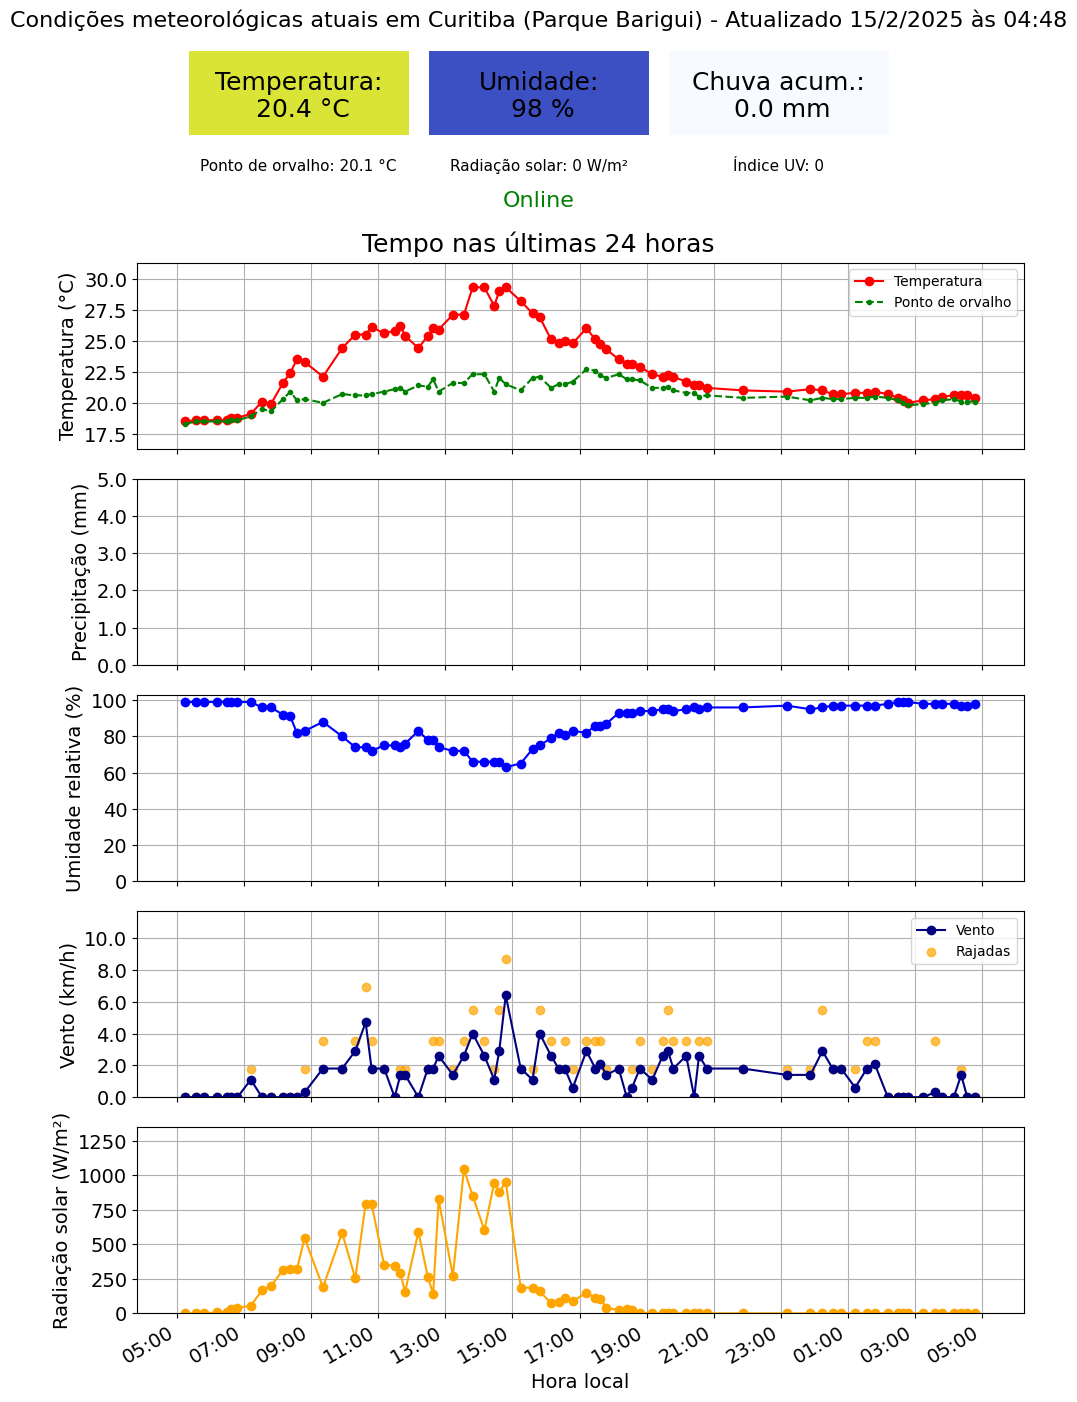 Condições meteorológicas atuais em Curitiba (Parque Barigui) - Atualizado 15/2/2025 às 04:48
Temperatura:
20.4 °C
Umidade:
98 %
Chuva acum.:
0.0 mm
Ponto de orvalho: 20.1 °C
Radiação solar: 0 W/m²
Índice UV: 0
Online
Tempo nas últimas 24 horas
Temperatura (°C)
30.0
27.5
25.0
22.5
20.0
17.5
Temperatura
Ponto de orvalho
Precipitação (mm)
5.0
4.0
3.0
2.0
1.0
0.0
Umidade relativa (%)
100
80
60
40
20
0
Vento (km/h)
10.0
8.0
6.0
4.0
2.0
0.0
Vento
Rajadas
Radiação solar (W/m²)
1250
1000
750
500
250
0
05:00
07:00
09:00
11:00
13:00
15:00
17:00
19:00
21:00
23:00
01:00
03:00
05:00
Hora local